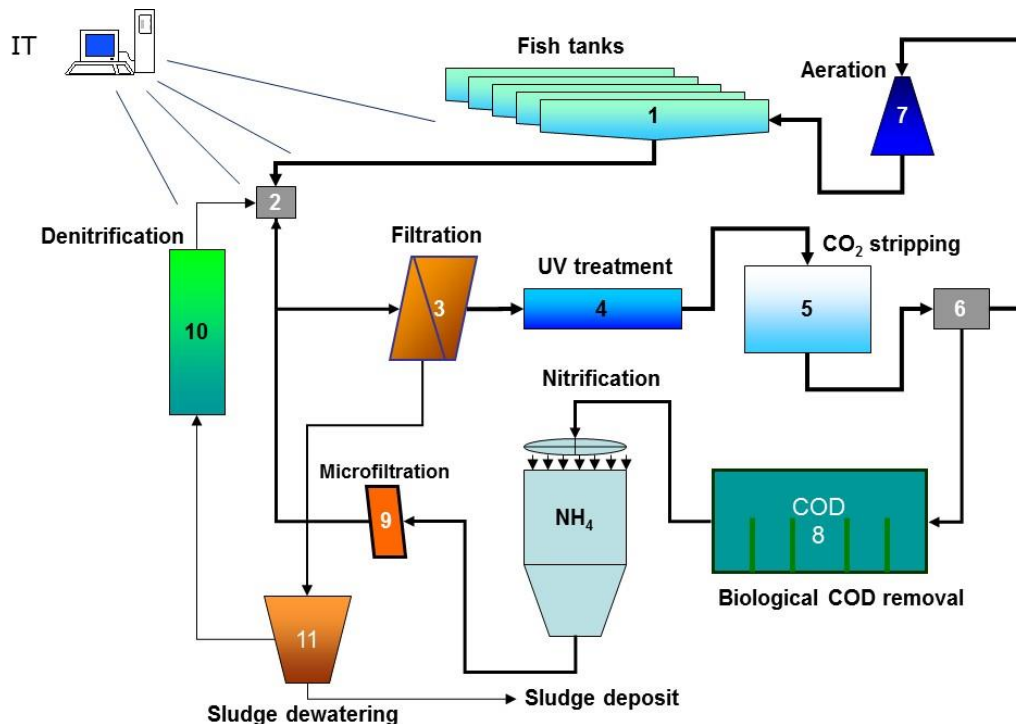 IT
Fish tanks
Aeration
1
7
2
Denitrification
Filtration
UV treatment
CO₂ stripping
10
3
4
5
6
Nitrification
Microfiltration
9
NH₄
COD
8
Biological COD removal
11
Sludge deposit
Sludge dewatering